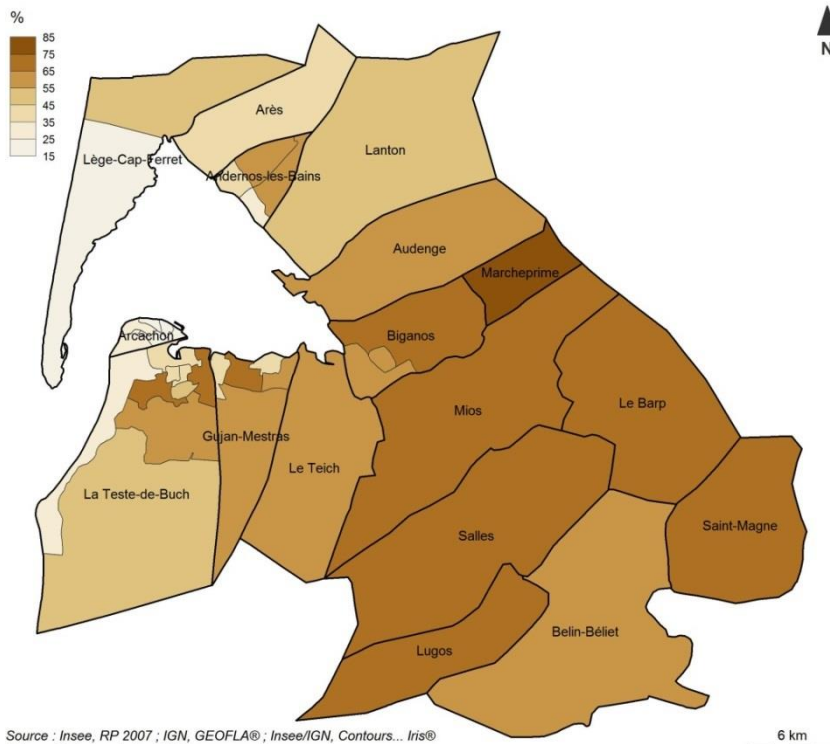 %
N
85
75
65
55
45
35
25
15
Arès
Lanton
Lège-Cap-Ferret
Andernos-les-Bains
Audenge
Marcheprime
Arcachon
Biganos
Mios
Le Barp
Gujan-Mestras
Le Teich
La Teste-de-Buch
Saint-Magne
Salles
Belin-Béliet
Lugos
Source : Insee, RP 2007 ; IGN, GEOFLA® ; Insee/IGN, Contours... Iris®
6 km